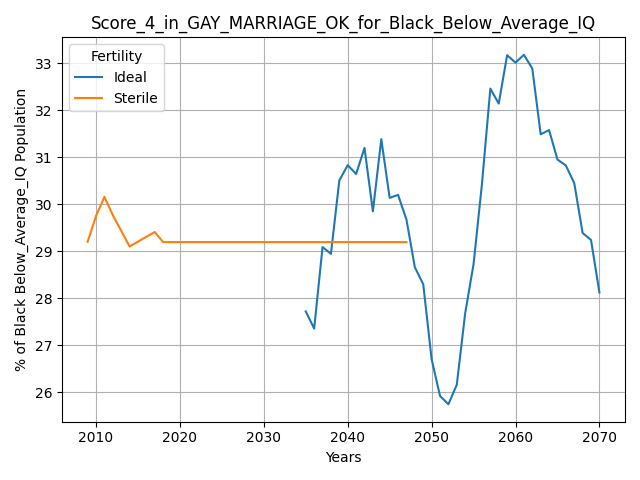 Score_4_in_GAY_MARRIAGE_OK_for_Black_Below_Average_IQ
Fertility
Ideal
Sterile
% of Black Below_Average_IQ Population
33
32
31
30
29
28
27
26
2010 2020 2030 2040 2050 2060 2070
Years